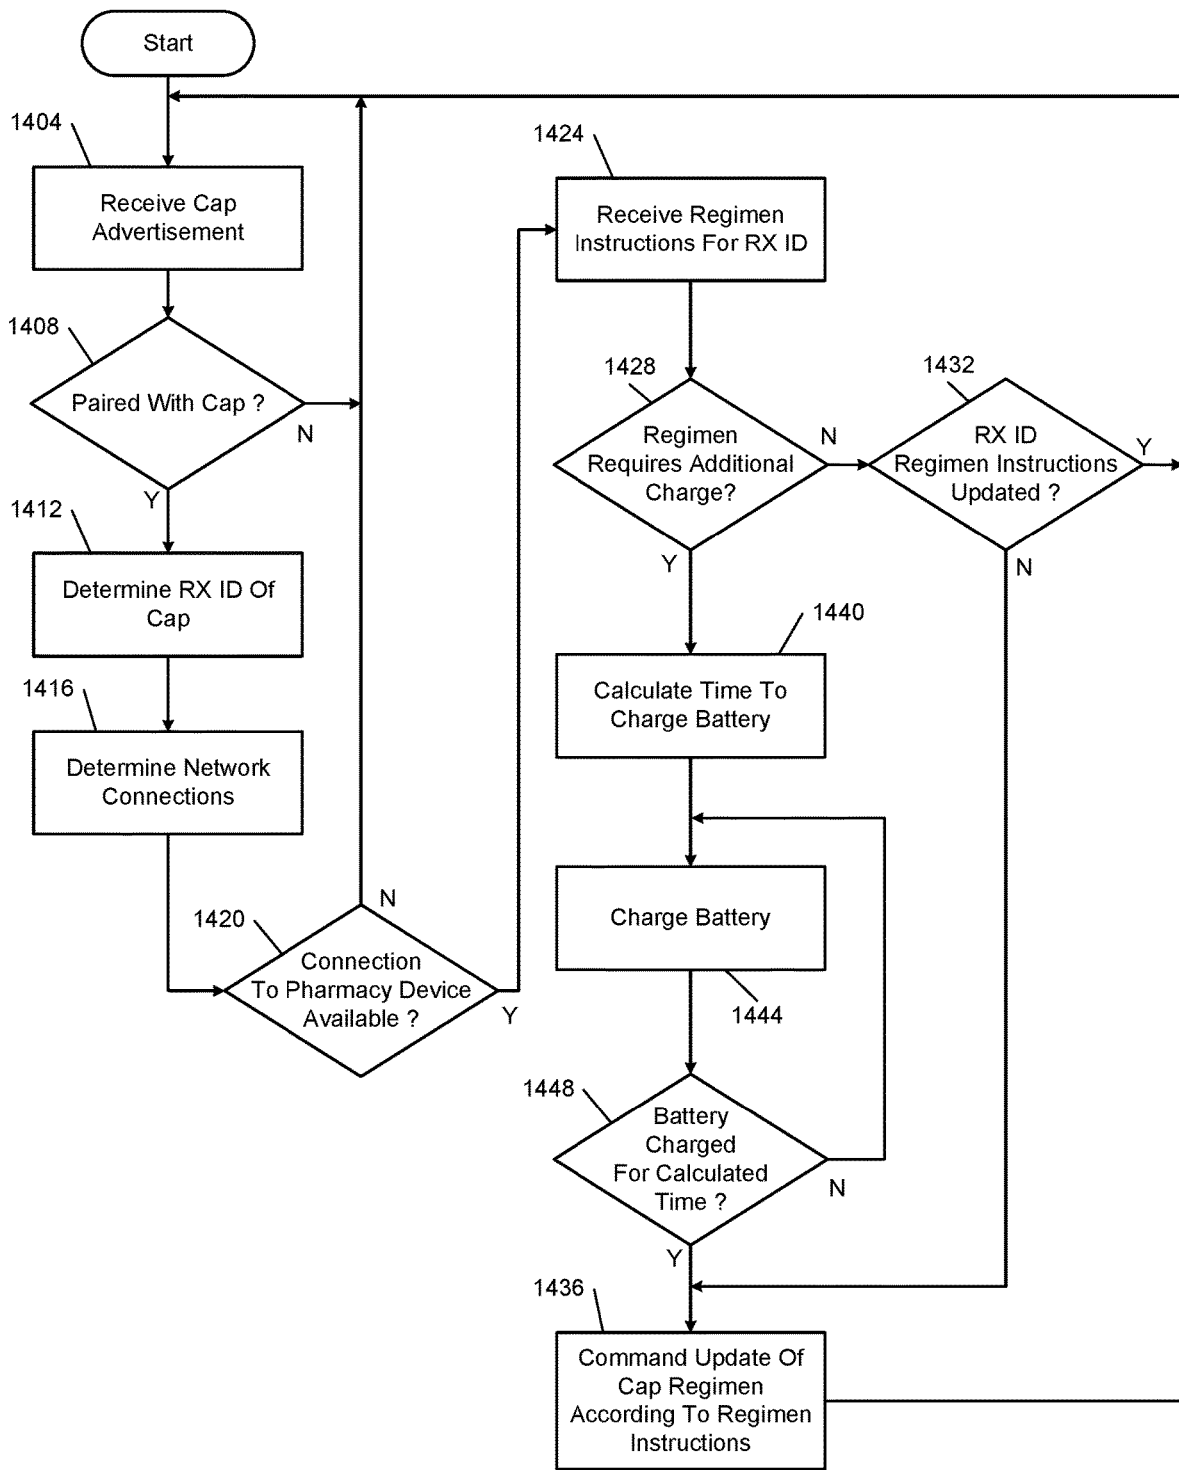 Start
1404
Receive Cap
Advertisement
1408
Paired With Cap ?
N
Y
1412
Determine RX ID Of
Cap
1416
Determine Network
Connections
1420
N
Connection
To Pharmacy Device
Available ?
Y
1424
Receive Regimen
Instructions For RX ID
1428
Regimen
Requires Additional
Charge?
N
Y
1432
RX ID
Regimen Instructions
Updated ?
Y
N
1440
Calculate Time To
Charge Battery
Charge Battery
1444
1448
Battery
Charged
For Calculated
Time ?
N
Y
1436
Command Update Of
Cap Regimen
According To Regimen
Instructions